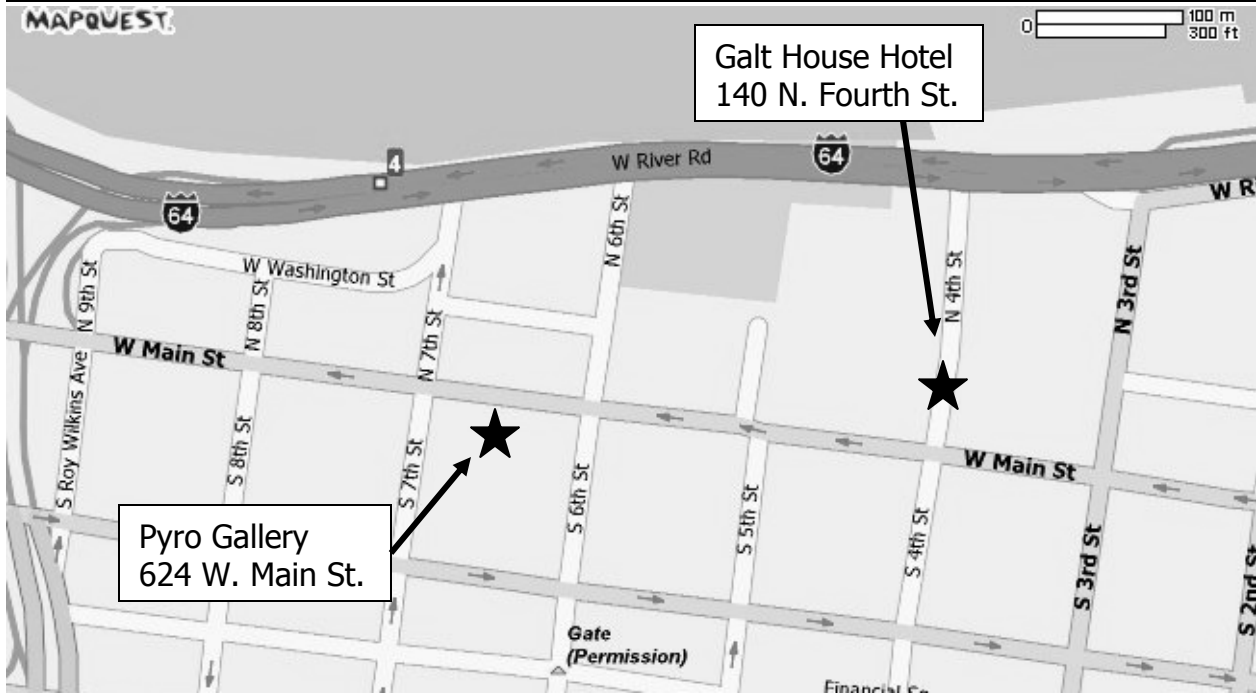 MAPQUEST.
0
100 m
300 ft
Galt House Hotel
140 N. Fourth St.
4
64
W River Rd
64
W Washington St
N 9th St
N 8th St
N 7th St
N 6th St
N 4th St
N 3rd St
W Main St
W Main St
S Roy Wilkins Ave
S 8th St
S 7th St
S 6th St
S 5th St
S 4th St
S 3rd St
S 2nd St
Pyro Gallery
624 W. Main St.
Gate
(Permission)
Financial